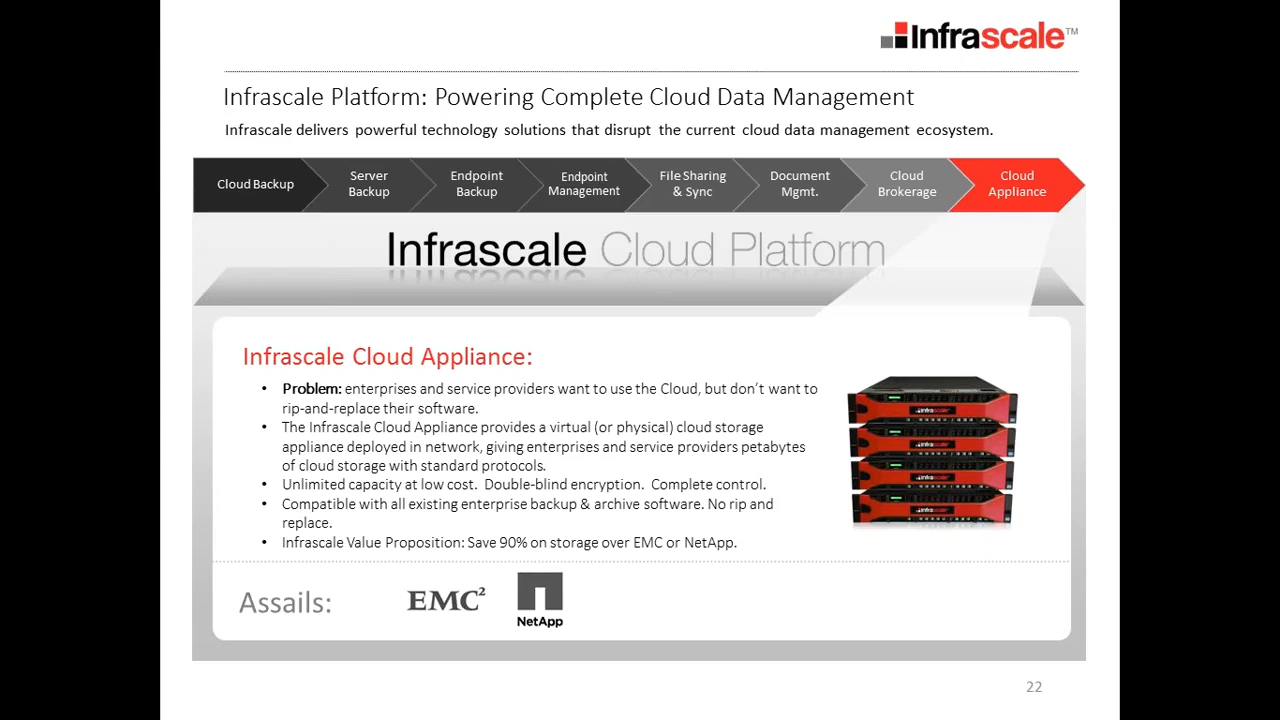 Infrascale™
Infrascale Platform: Powering Complete Cloud Data Management
Infrascale delivers powerful technology solutions that disrupt the current cloud data management ecosystem.
Cloud Backup
Server
Backup
Endpoint
Backup
Endpoint
Management
File Sharing
& Sync
Document
Mgmt.
Cloud
Brokerage
Cloud
Appliance
Infrascale Cloud Platform
Infrascale Cloud Appliance:
• Problem: enterprises and service providers want to use the Cloud, but don’t want to
rip-and-replace their software.
• The Infrascale Cloud Appliance provides a virtual (or physical) cloud storage
appliance deployed in network, giving enterprises and service providers petabytes
of cloud storage with standard protocols.
• Unlimited capacity at low cost. Double-blind encryption. Complete control.
• Compatible with all existing enterprise backup & archive software. No rip and
replace.
• Infrascale Value Proposition: Save 90% on storage over EMC or NetApp.
Infrascale
Infrascale
Infrascale
Infrascale
Assails:
EMC²
NetApp
22